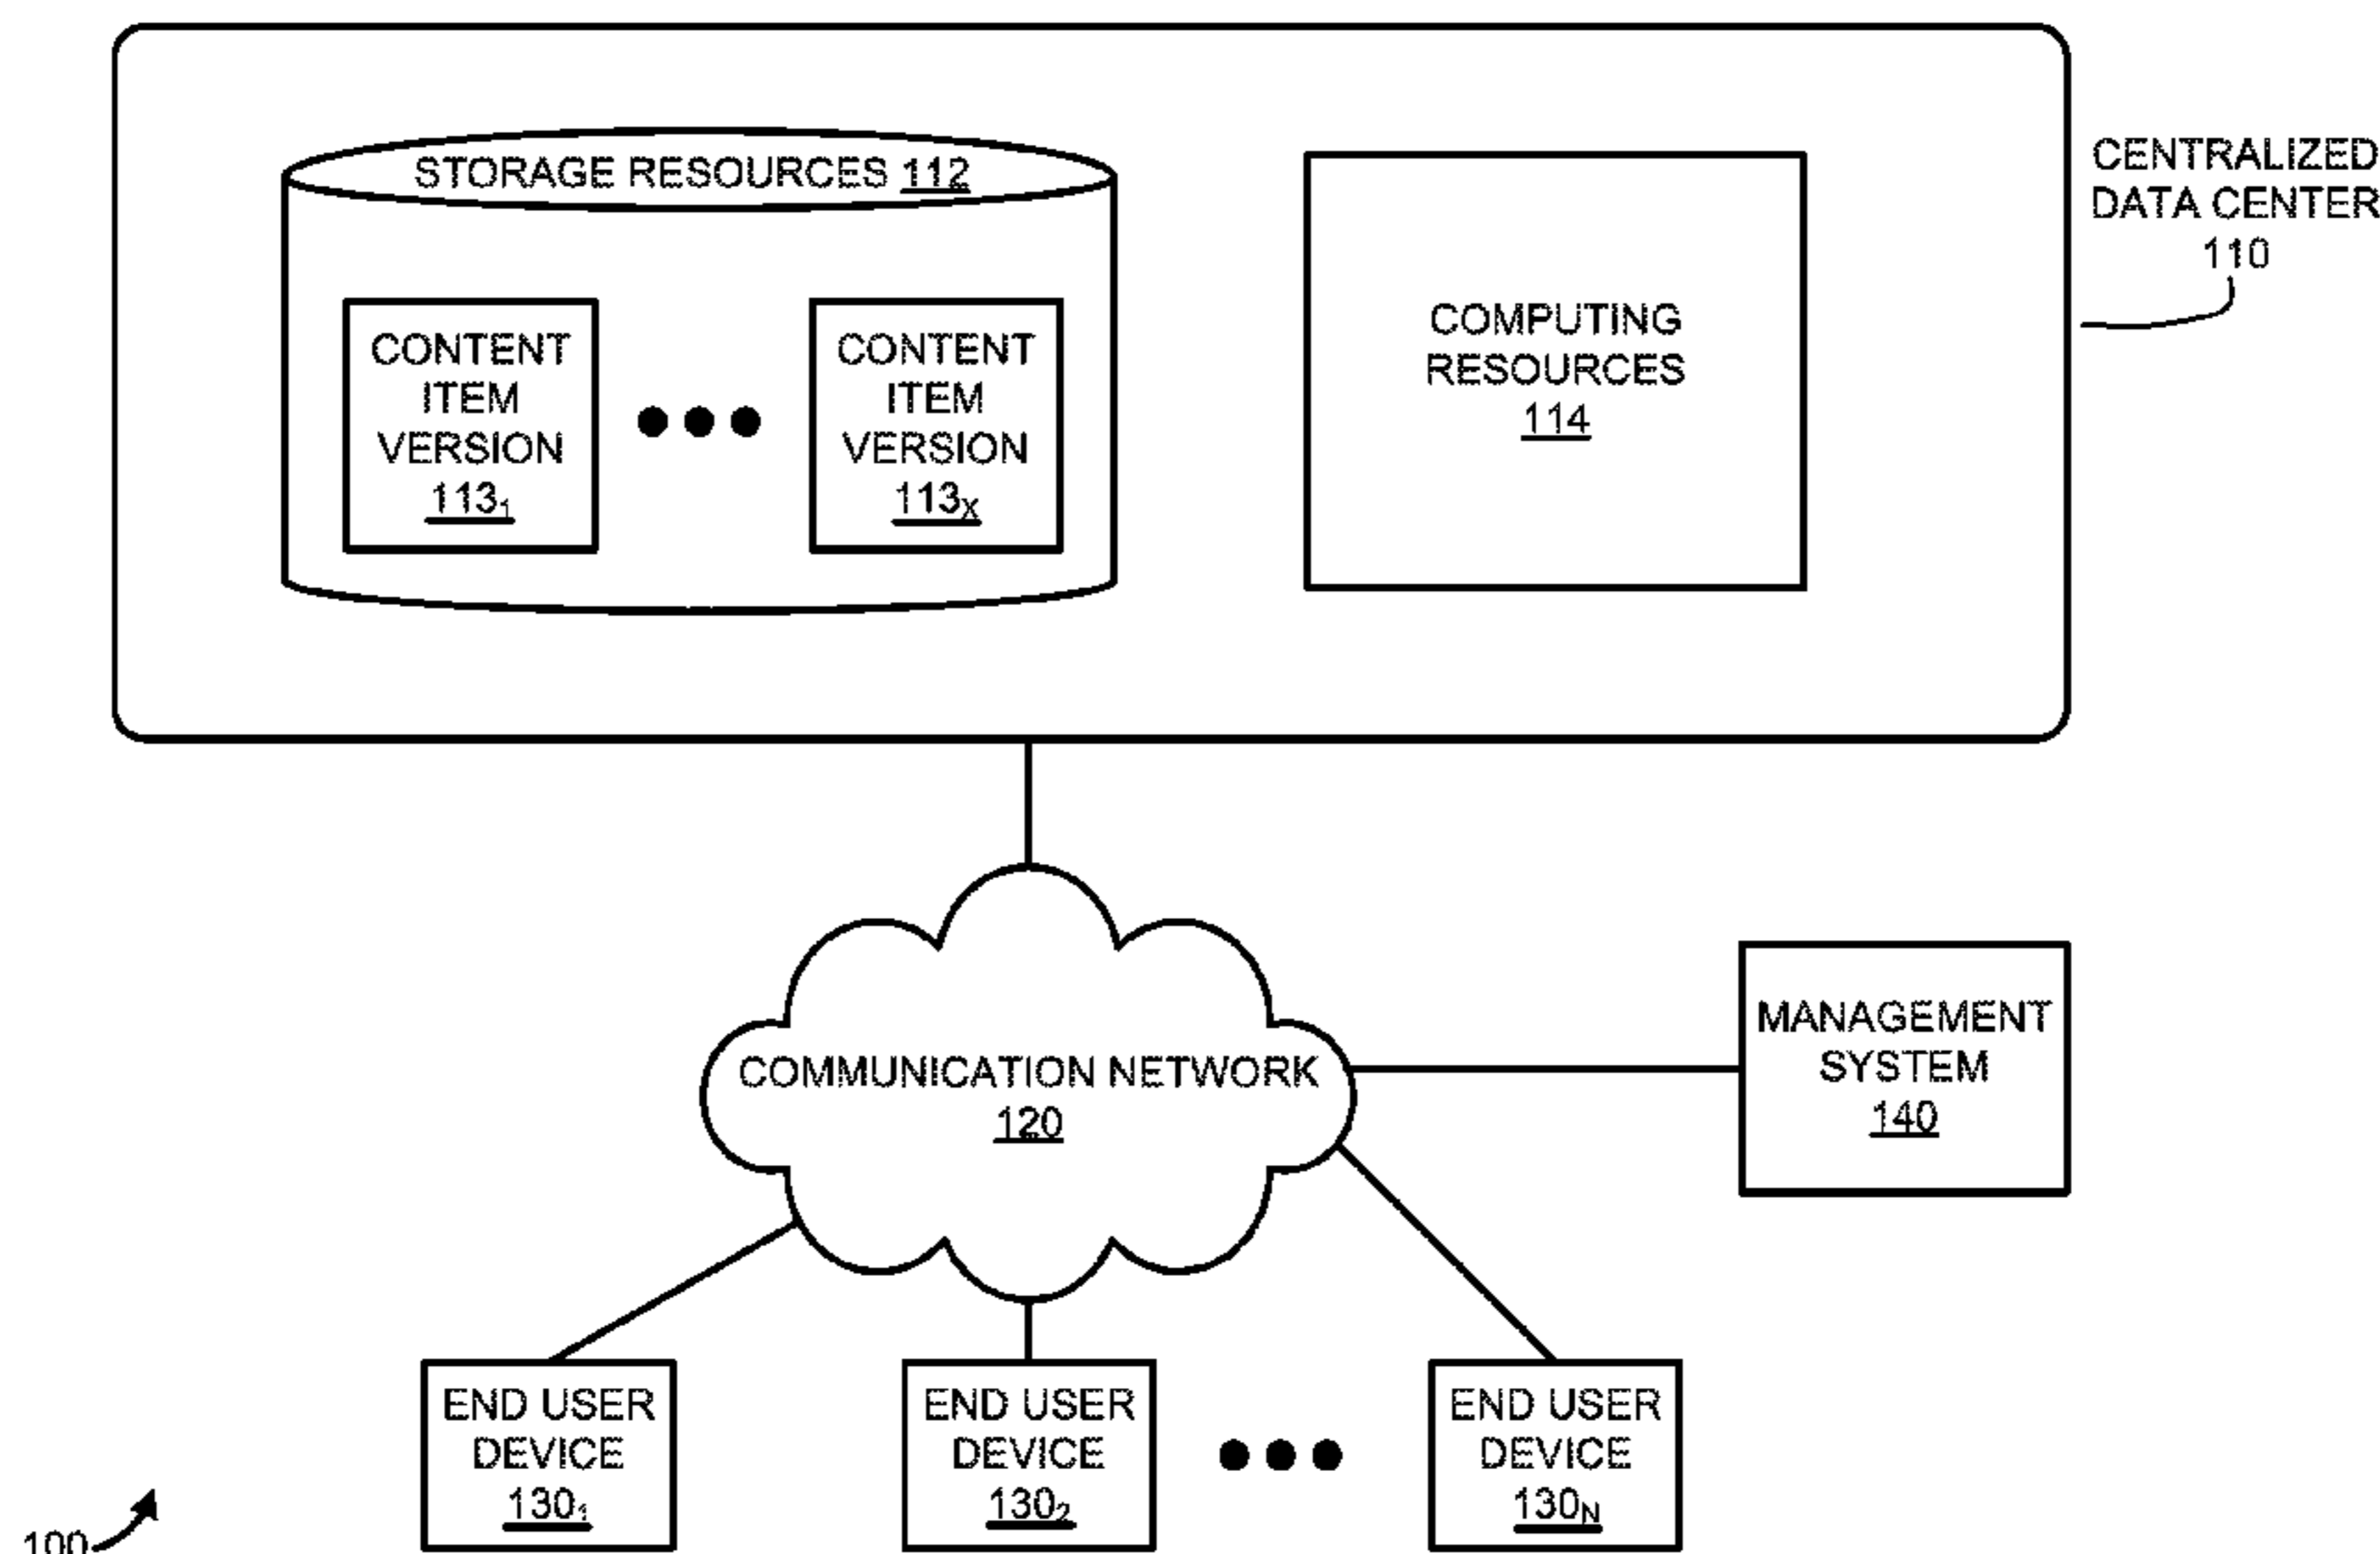 STORAGE RESOURCES 112
CENTRALIZED
DATA CENTER
110
CONTENT
ITEM
VERSION
113₁
CONTENT
ITEM
VERSION
113ₓ
COMPUTING
RESOURCES
114
COMMUNICATION NETWORK
120
MANAGEMENT
SYSTEM
140
END USER
DEVICE
130₁
END USER
DEVICE
130₂
END USER
DEVICE
130N
100